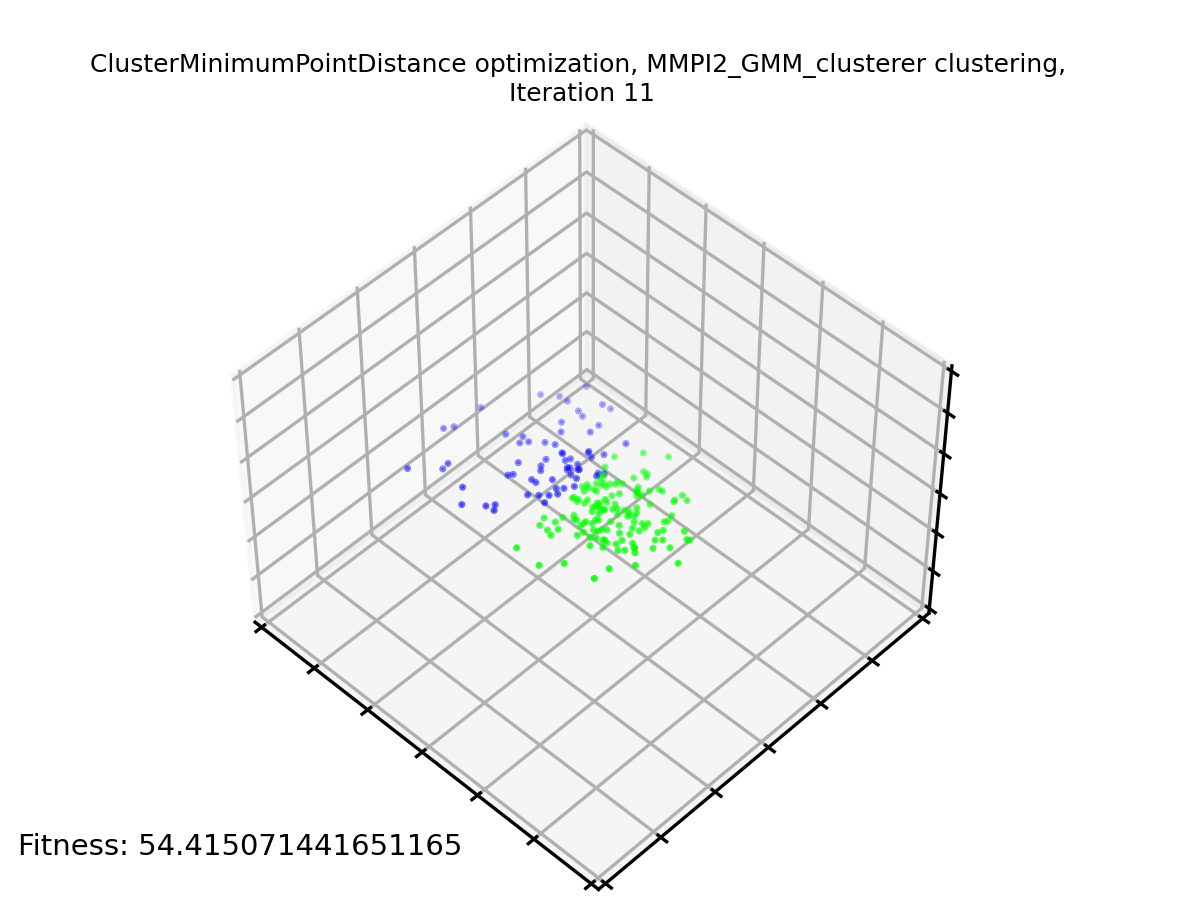 ClusterMinimumPointDistance optimization, MMPI2_GMM_clusterer clustering,
Iteration 11
Fitness: 54.415071441651165